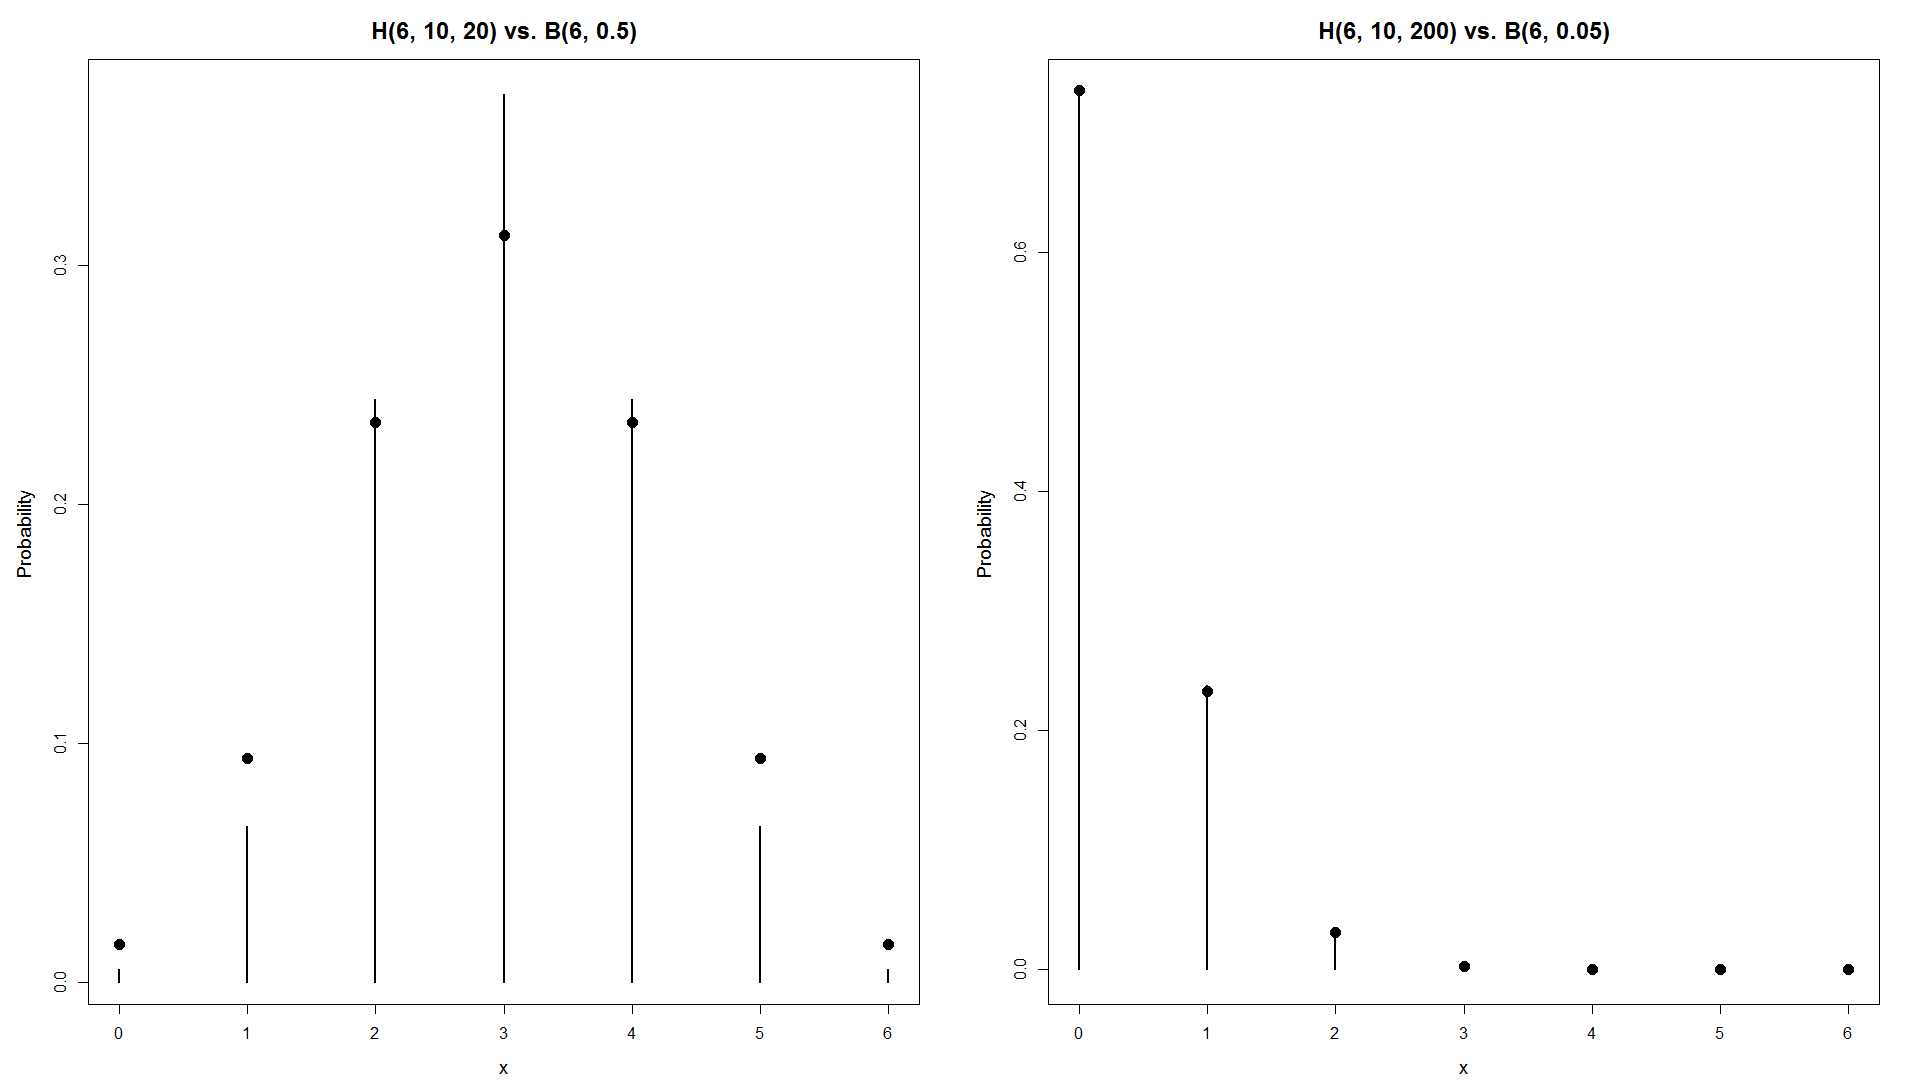 H(6, 10, 20) vs. B(6, 0.5)
Probability
0.3
0.2
0.1
0.0
0 1 2 3 4 5 6
x
H(6, 10, 200) vs. B(6, 0.05)
Probability
0.6
0.4
0.2
0.0
0 1 2 3 4 5 6
x